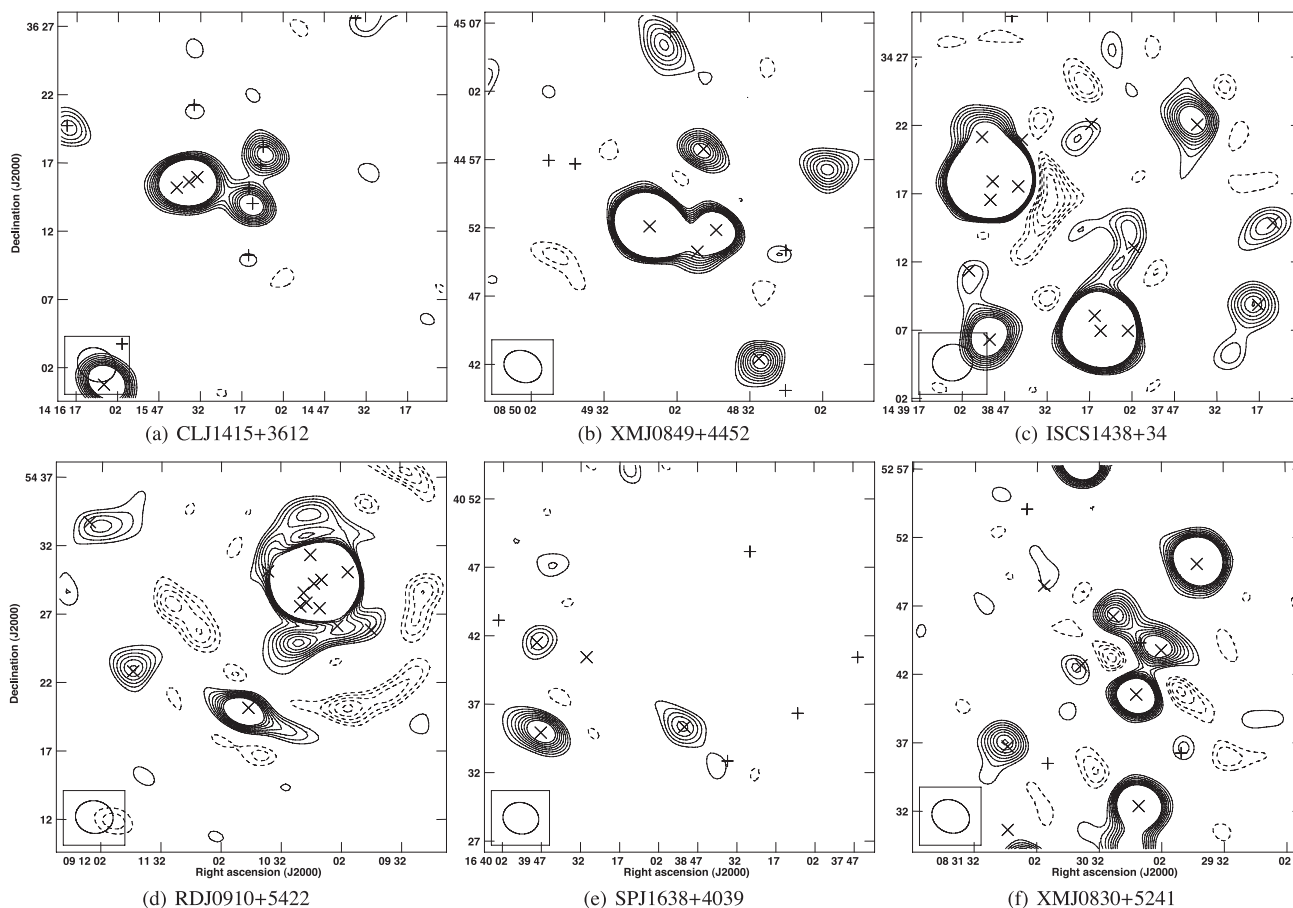 36 27
22
17
12
07
02
14 16 17 02 15 47 32 17 02 14 47 32 17
Declination (J2000)
(a) CLJ1415+3612
45 07
02
44 57
52
47
42
08 50 02 49 32 02 48 32 02
(b) XMJ0849+4452
34 27
22
17
12
07
02
14 39 17 02 38 47 32 17 02 37 47 32 17
(c) ISCS1438+34
54 37
32
27
22
17
12
09 12 02 11 32 02 10 32 02 09 32
Declination (J2000)
Right ascension (J2000)
(d) RDJ0910+5422
40 52
47
42
37
32
27
16 40 02 39 47 32 17 02 38 47 32 17 02 37 47
Right ascension (J2000)
(e) SPJ1638+4039
52 57
52
47
42
37
32
08 31 32 02 30 32 02 29 32 02
Right ascension (J2000)
(f) XMJ0830+5241